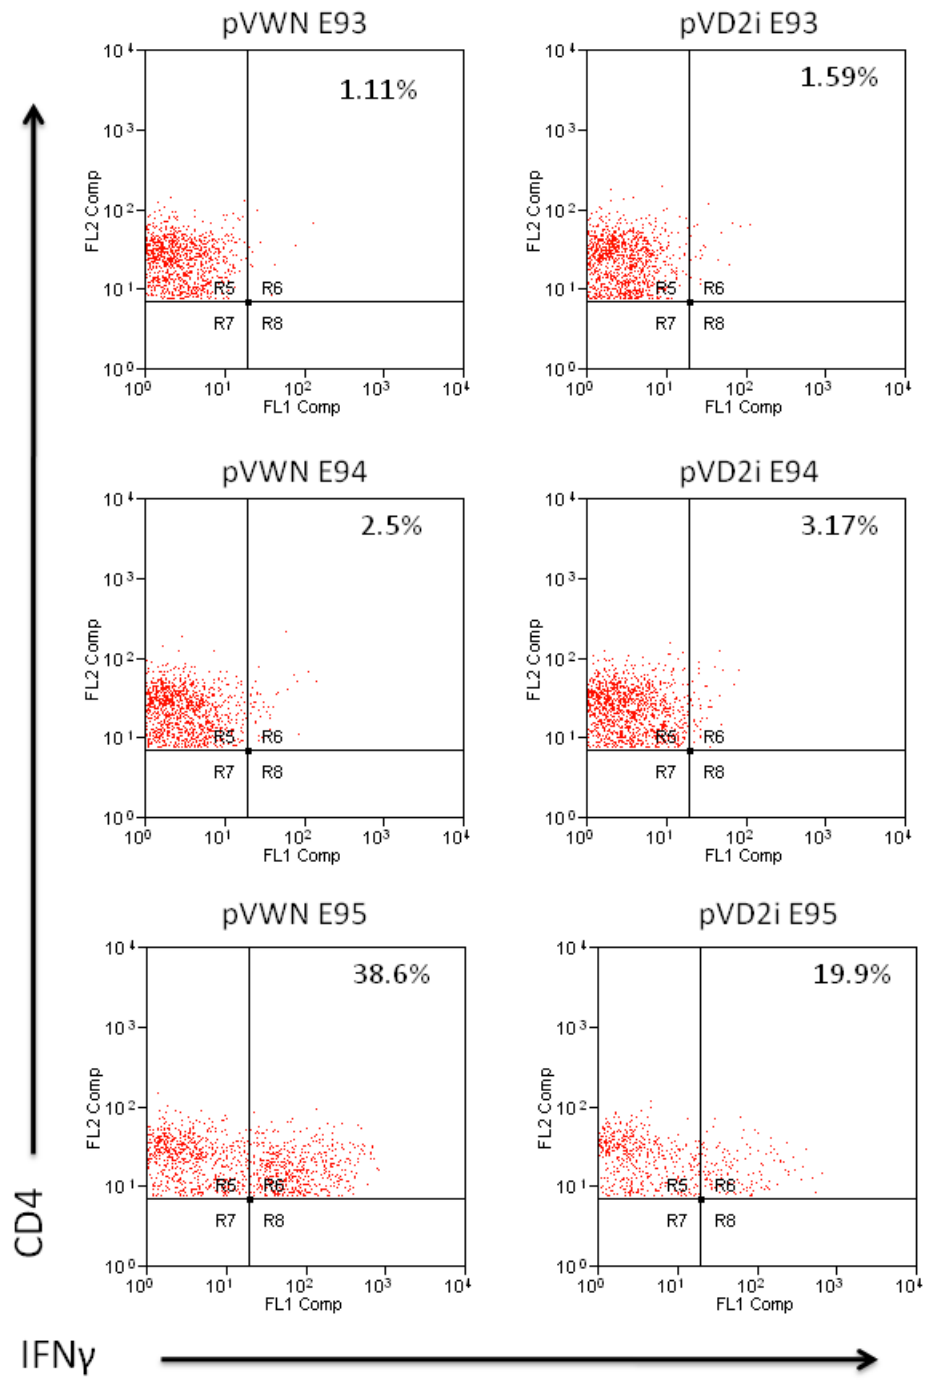 pVWN E93
10⁴
10³
10²
10¹
10⁰
FL2 Comp
1.11%
R5 R6
R7 R8
10⁰ 10¹ 10² 10³ 10⁴
FL1 Comp
pVD2i E93
10⁴
10³
10²
10¹
10⁰
FL2 Comp
1.59%
R5 R6
R7 R8
10⁰ 10¹ 10² 10³ 10⁴
FL1 Comp
pVWN E94
10⁴
10³
10²
10¹
10⁰
FL2 Comp
2.5%
R5 R6
R7 R8
10⁰ 10¹ 10² 10³ 10⁴
FL1 Comp
pVD2i E94
10⁴
10³
10²
10¹
10⁰
FL2 Comp
3.17%
R5 R6
R7 R8
10⁰ 10¹ 10² 10³ 10⁴
FL1 Comp
pVWN E95
10⁴
10³
10²
10¹
10⁰
FL2 Comp
38.6%
R5 R6
R7 R8
10⁰ 10¹ 10² 10³ 10⁴
FL1 Comp
pVD2i E95
10⁴
10³
10²
10¹
10⁰
FL2 Comp
19.9%
R5 R6
R7 R8
10⁰ 10¹ 10² 10³ 10⁴
FL1 Comp
CD4
IFNγ